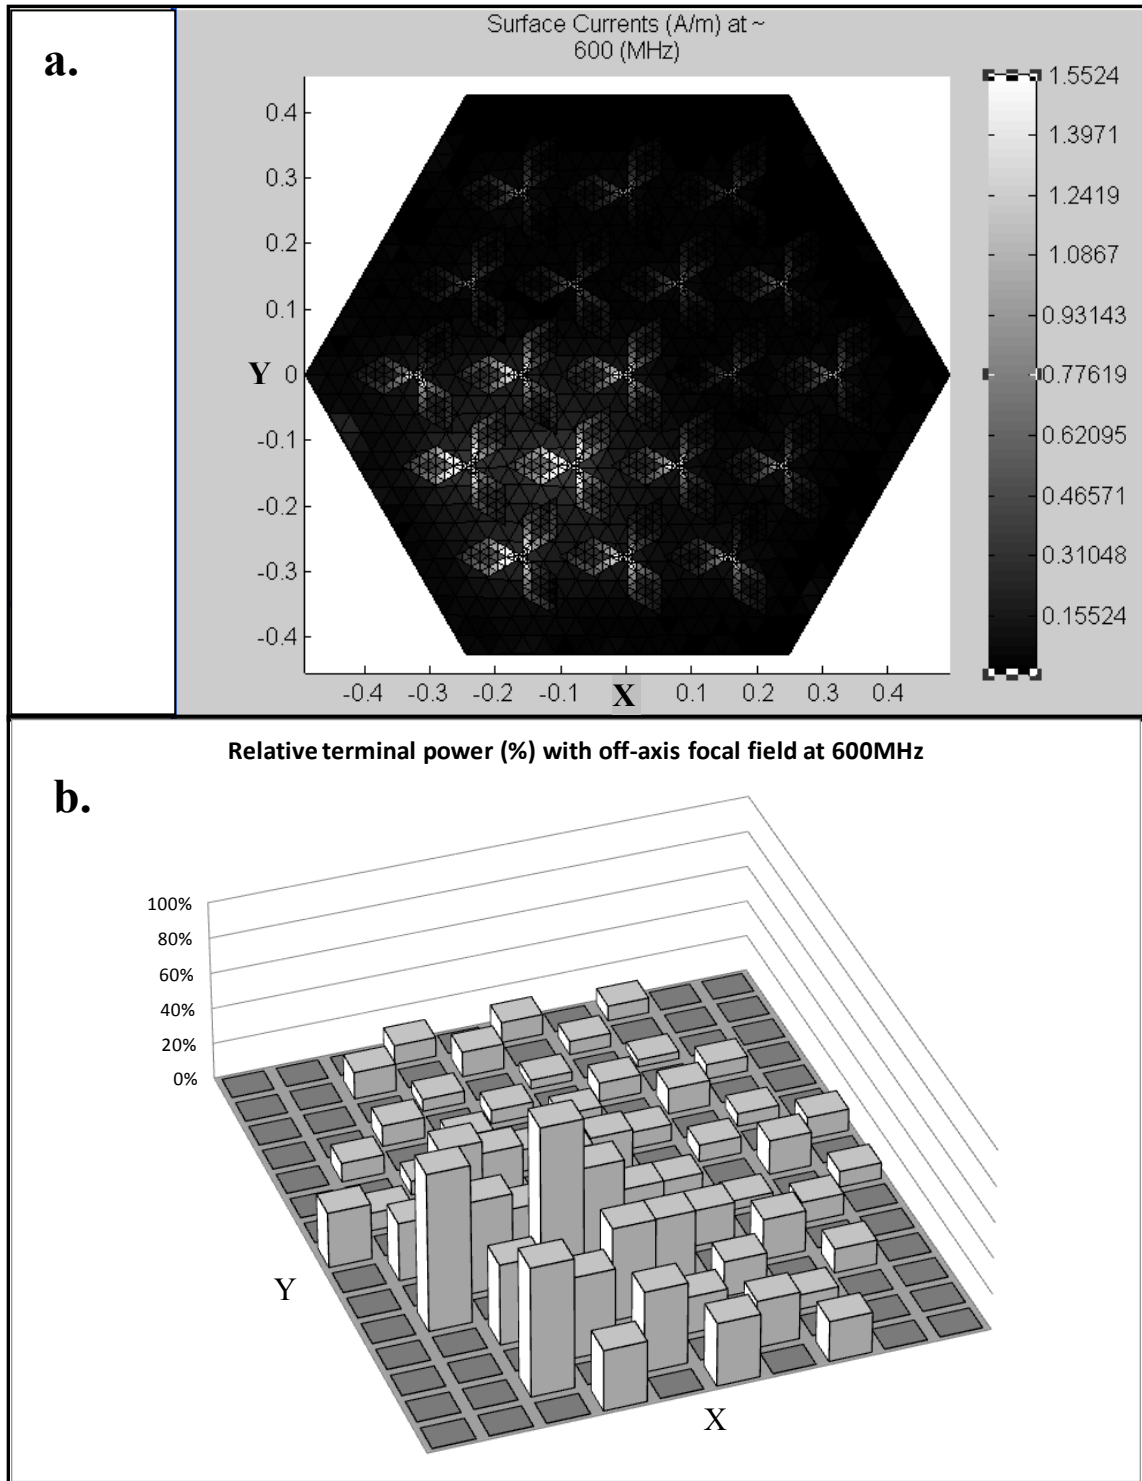 a.
Surface Currents (A/m) at ~
600 (MHz)
1.5524
1.3971
1.2419
1.0867
0.93143
0.77619
0.62095
0.46571
0.31048
0.15524
0.4
0.3
0.2
0.1
Y 0
-0.1
-0.2
-0.3
-0.4
-0.4 -0.3 -0.2 -0.1 X 0.1 0.2 0.3 0.4
Relative terminal power (%) with off-axis focal field at 600MHz
b.
100%
80%
60%
40%
20%
0%
Y
X